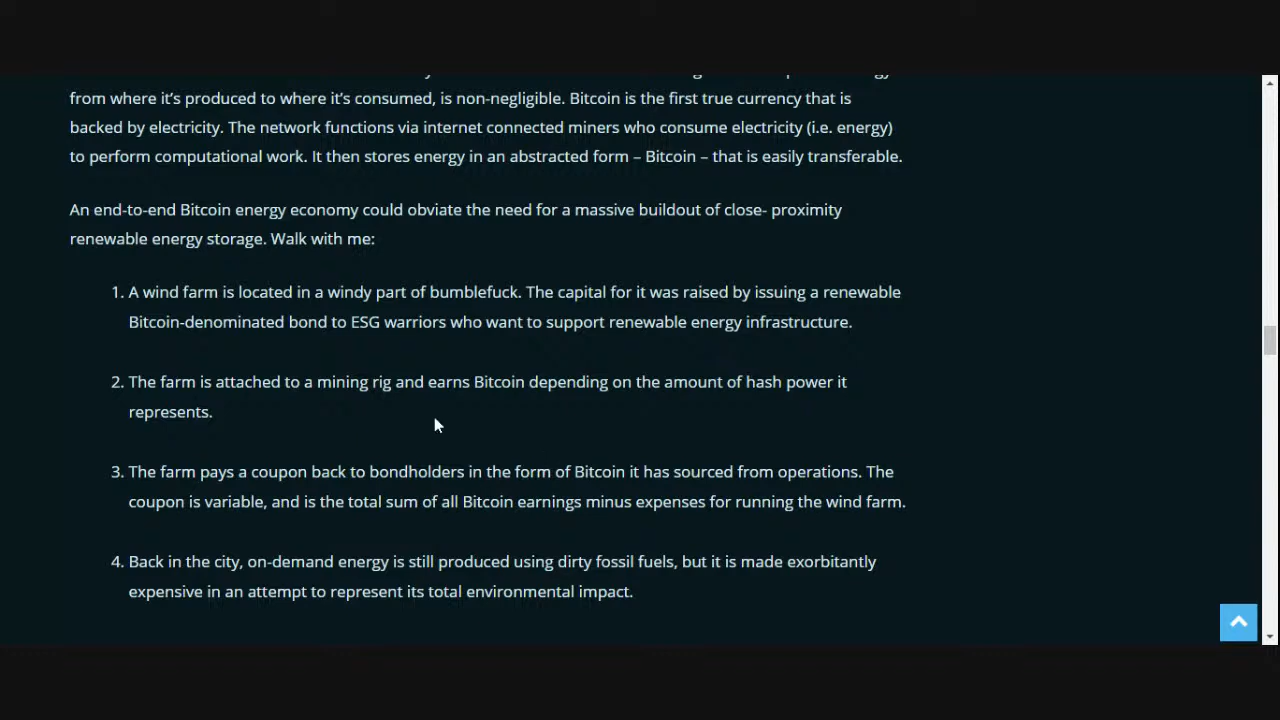 from where it's produced to where it's consumed, is non-negligible. Bitcoin is the first true currency that is
backed by electricity. The network functions via internet connected miners who consume electricity (i.e. energy)
to perform computational work. It then stores energy in an abstracted form – Bitcoin – that is easily transferable.
An end-to-end Bitcoin energy economy could obviate the need for a massive buildout of close- proximity
renewable energy storage. Walk with me:
1. A wind farm is located in a windy part of bumblefuck. The capital for it was raised by issuing a renewable
Bitcoin-denominated bond to ESG warriors who want to support renewable energy infrastructure.
2. The farm is attached to a mining rig and earns Bitcoin depending on the amount of hash power it
represents.
3. The farm pays a coupon back to bondholders in the form of Bitcoin it has sourced from operations. The
coupon is variable, and is the total sum of all Bitcoin earnings minus expenses for running the wind farm.
4. Back in the city, on-demand energy is still produced using dirty fossil fuels, but it is made exorbitantly
expensive in an attempt to represent its total environmental impact.